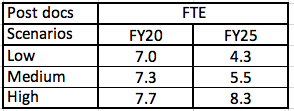 Post docs FTE
Scenarios FY20 FY25
Low 7.0 4.3
Medium 7.3 5.5
High 7.7 8.3